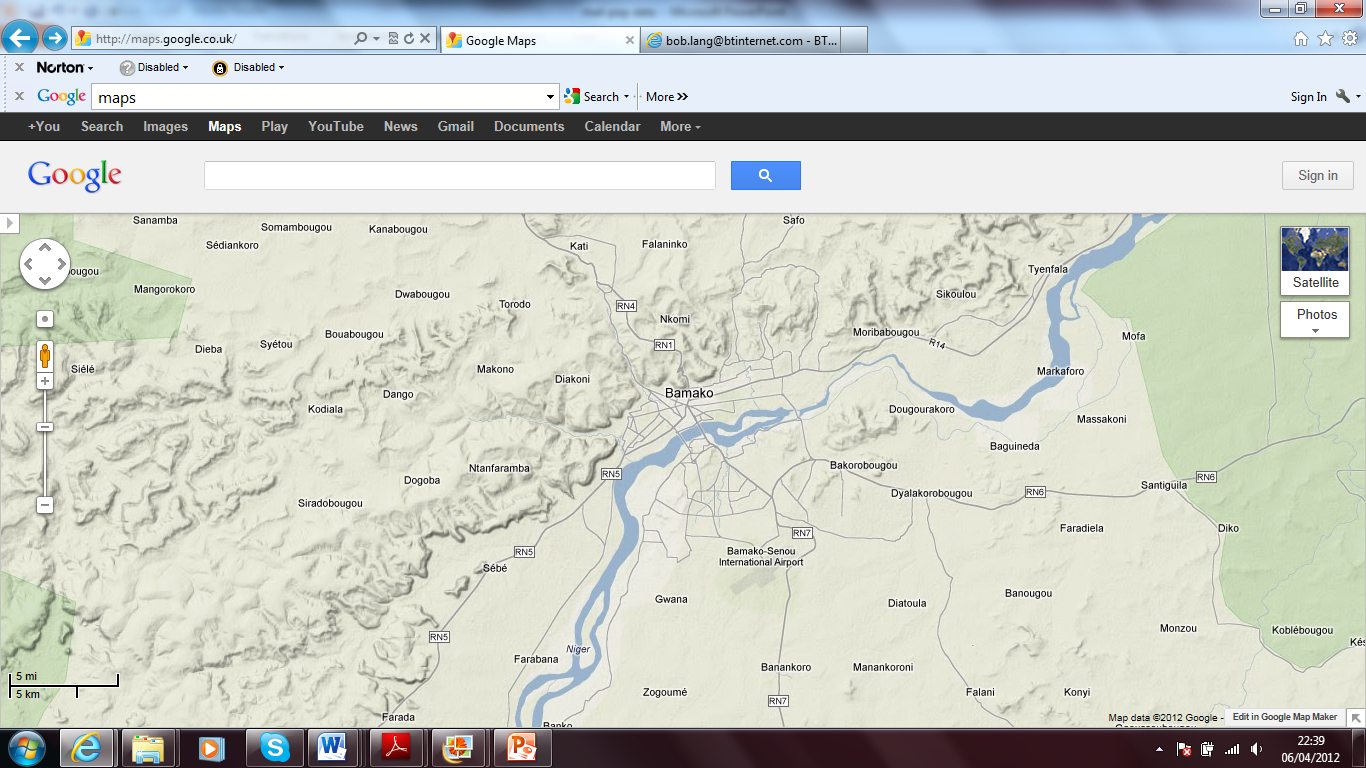 http://maps.google.co.uk/
Google Maps
bob.lang@btinternet.com - BT...
Norton
Disabled
Disabled
Google
maps
Search
More »
Sign In
+You Search Images Maps Play YouTube News Gmail Documents Calendar More
Google
Sign in
Sanamba
Somambougou
Kanabougou
Safo
Sédiankoro
Kati
Falaninko
Satellite
Photos
ougou
Mangorokoro
Tyenfala
Dwabougou
Torodo
Sikoulou
RN4
Nkomi
Bouabougou
Moribabougou
Mofa
Dieba
Syétou
RN1
R14
Siélé
Makono
Diakoni
Markaforo
Dango
Bamako
Kodiala
Dougourakoro
Massakoni
Baguineda
Ntanfaramba
RN5
Bakorobougou
Dogoba
Santiguila
RN6
Siradobougou
Dyalakorobougou
RN6
Faradiela
Diko
RN7
RN5
Bamako-Senou
International Airport
Sébé
Gwana
Diatoula
Banougou
RN5
Monzou
Koblébougou
Kés
Niger
Farabana
Banankoro
Manankoroni
5 mi
5 km
Zogoumé
RN7
Falani
Konyi
Farada
Banko
Map data ©2012 Google -
Edit in Google Map Maker
22:39
06/04/2012